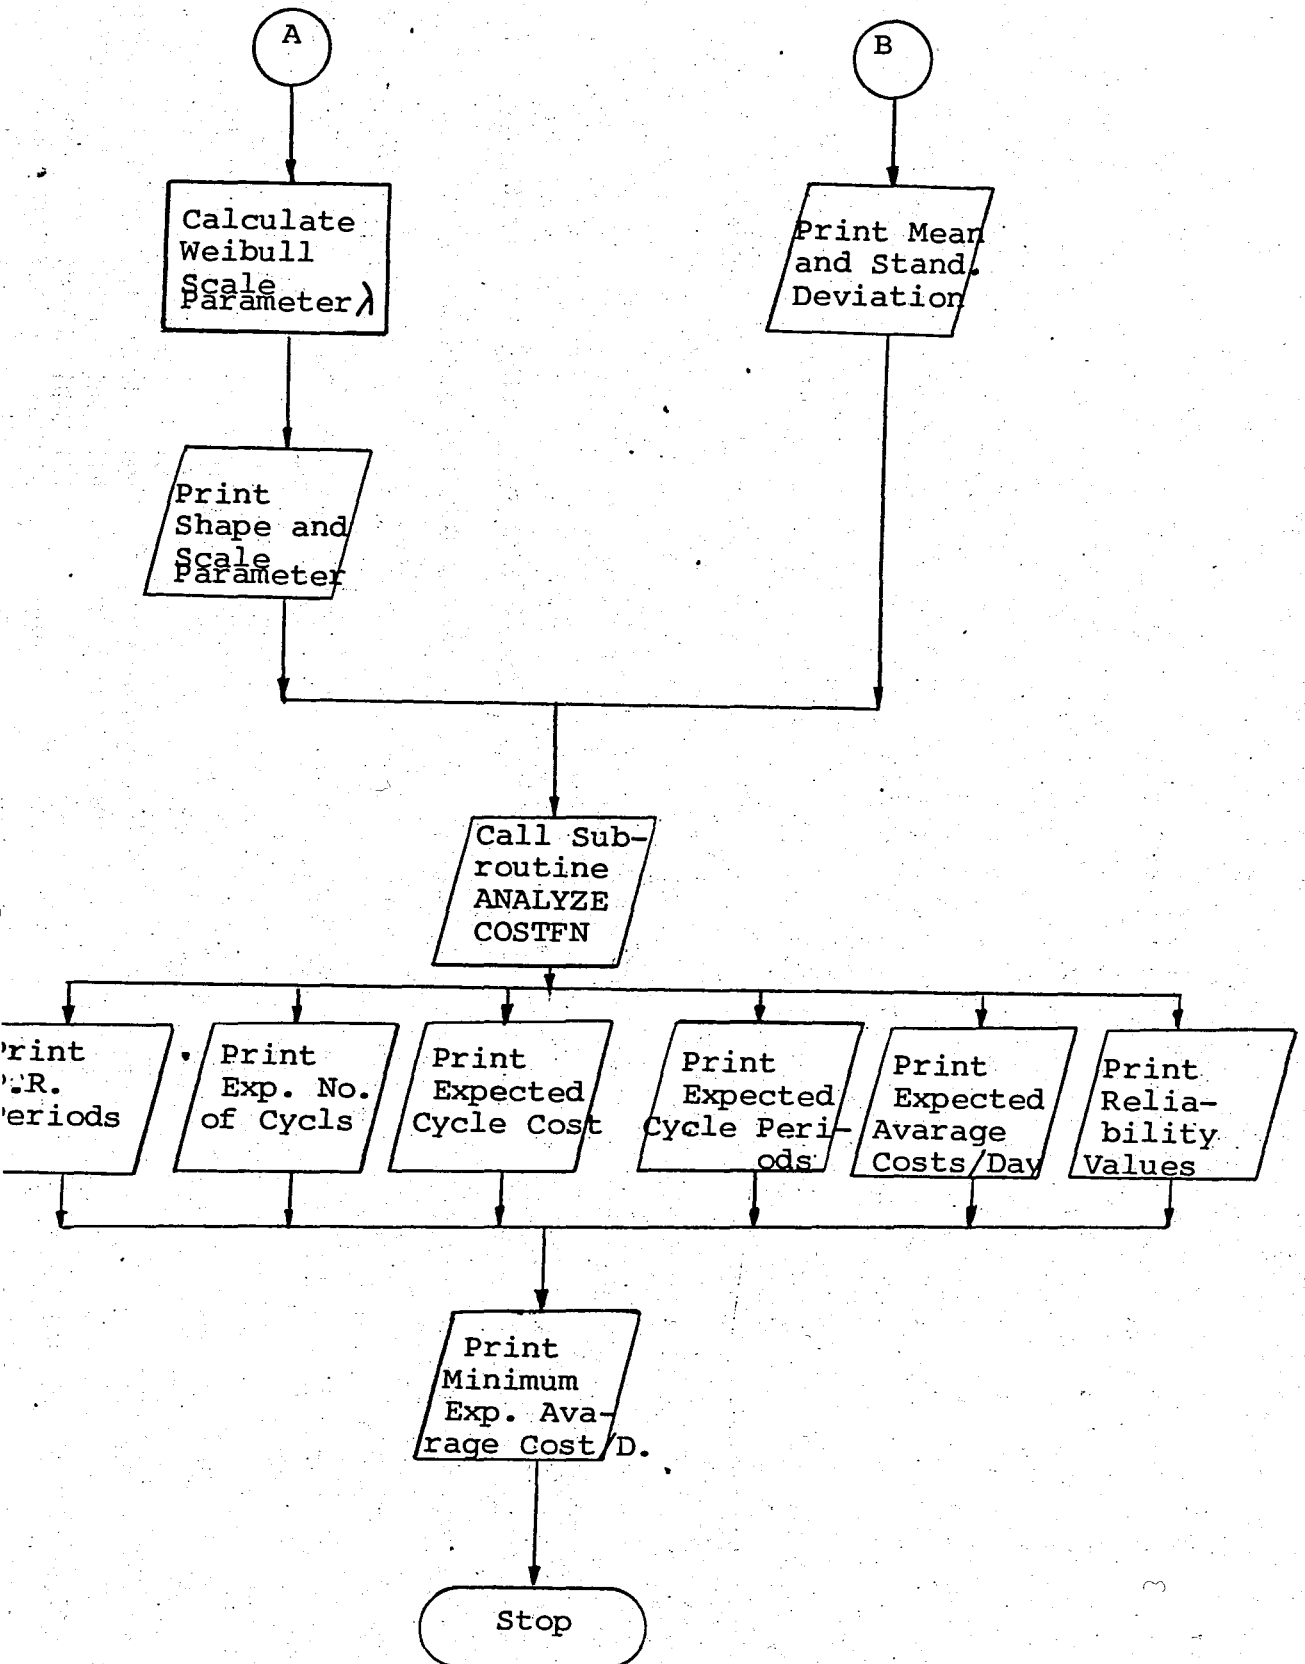 A
B
Calculate
Weibull
Scale
Parameter λ
Print Mean
and Stand.
Deviation
Print
Shape and
Scale
Parameter
Call Sub-
routine
ANALYZE
COSTFN
rint
.R.
eriods
Print
Exp. No.
of Cycls
Print
Expected
Cycle Cost
Print
Expected
Cycle Peri-
ods
Print
Expected
Avarage
Costs/Day
Print
Relia-
bility
Values
Print
Minimum
Exp. Ava-
rage Cost/D.
Stop